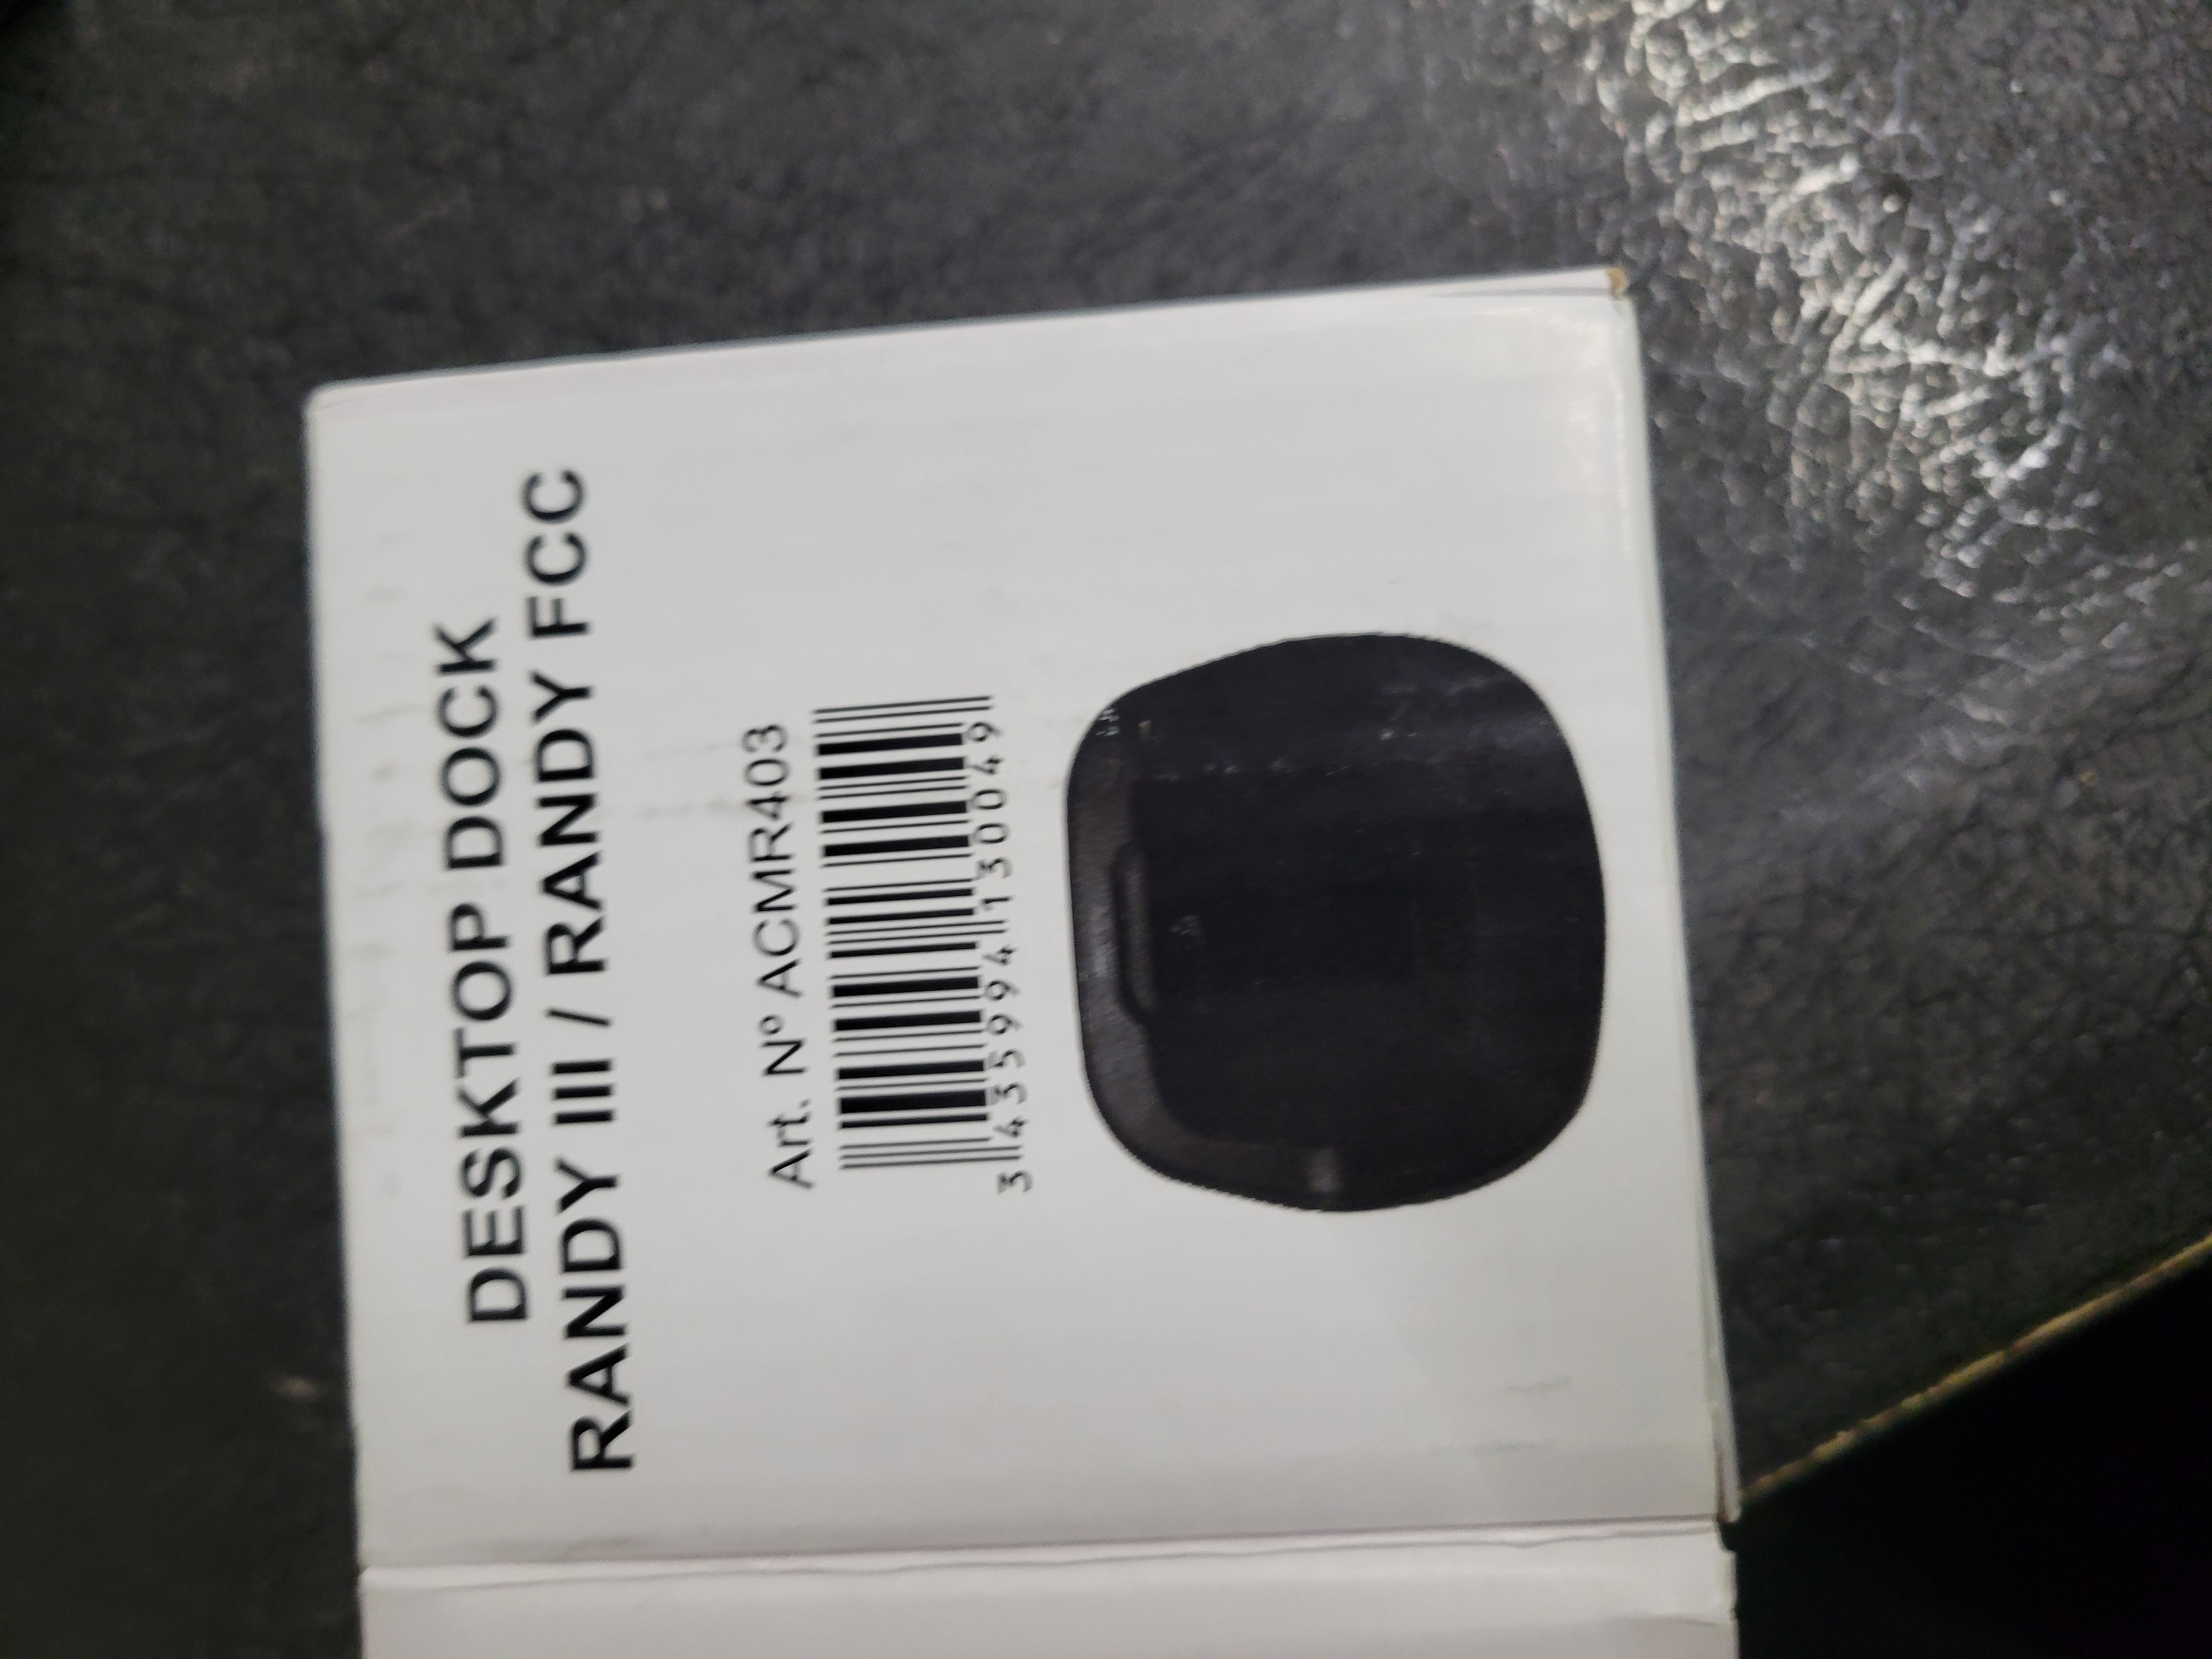 DESKTOP DOCK
RANDY III / RANDY FCC
Art. Nº ACMR403
3 435994 130049